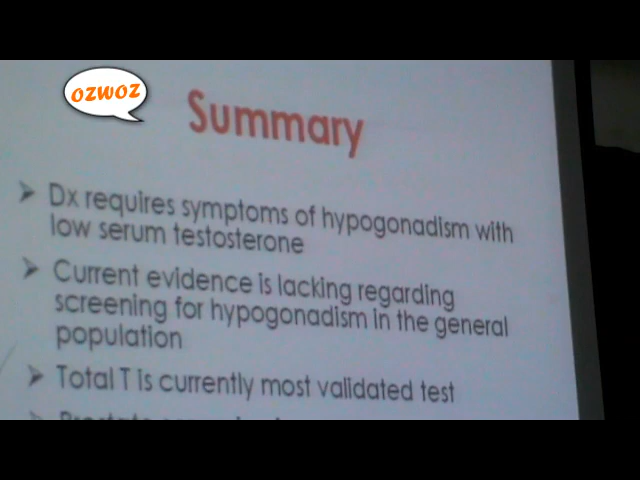 ozwoz
Summary
➤ Dx requires symptoms of hypogonadism with
low serum testosterone
➤ Current evidence is lacking regarding
screening for hypogonadism in the general
population
➤ Total T is currently most validated test